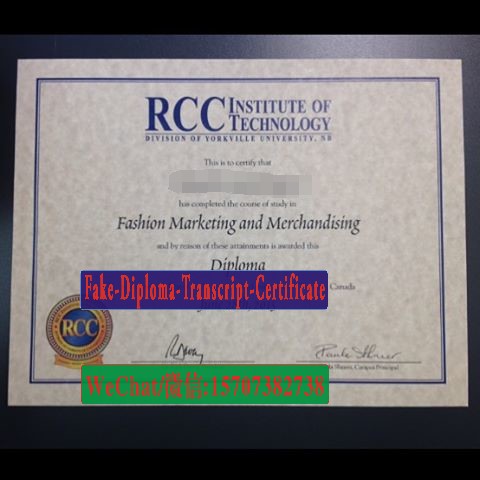 RCC INSTITUTE OF
TECHNOLOGY
DIVISION OF YORKVILLE UNIVERSITY, NB
This is to certify that
has completed the course of study in
Fashion Marketing and Merchandising
and by reason of these attainments is awarded this
Diploma
Fake-Diploma-Transcript-Certificate
Canada
RCC
Shaver, Campus Principal
WeChat/微信:15707382738